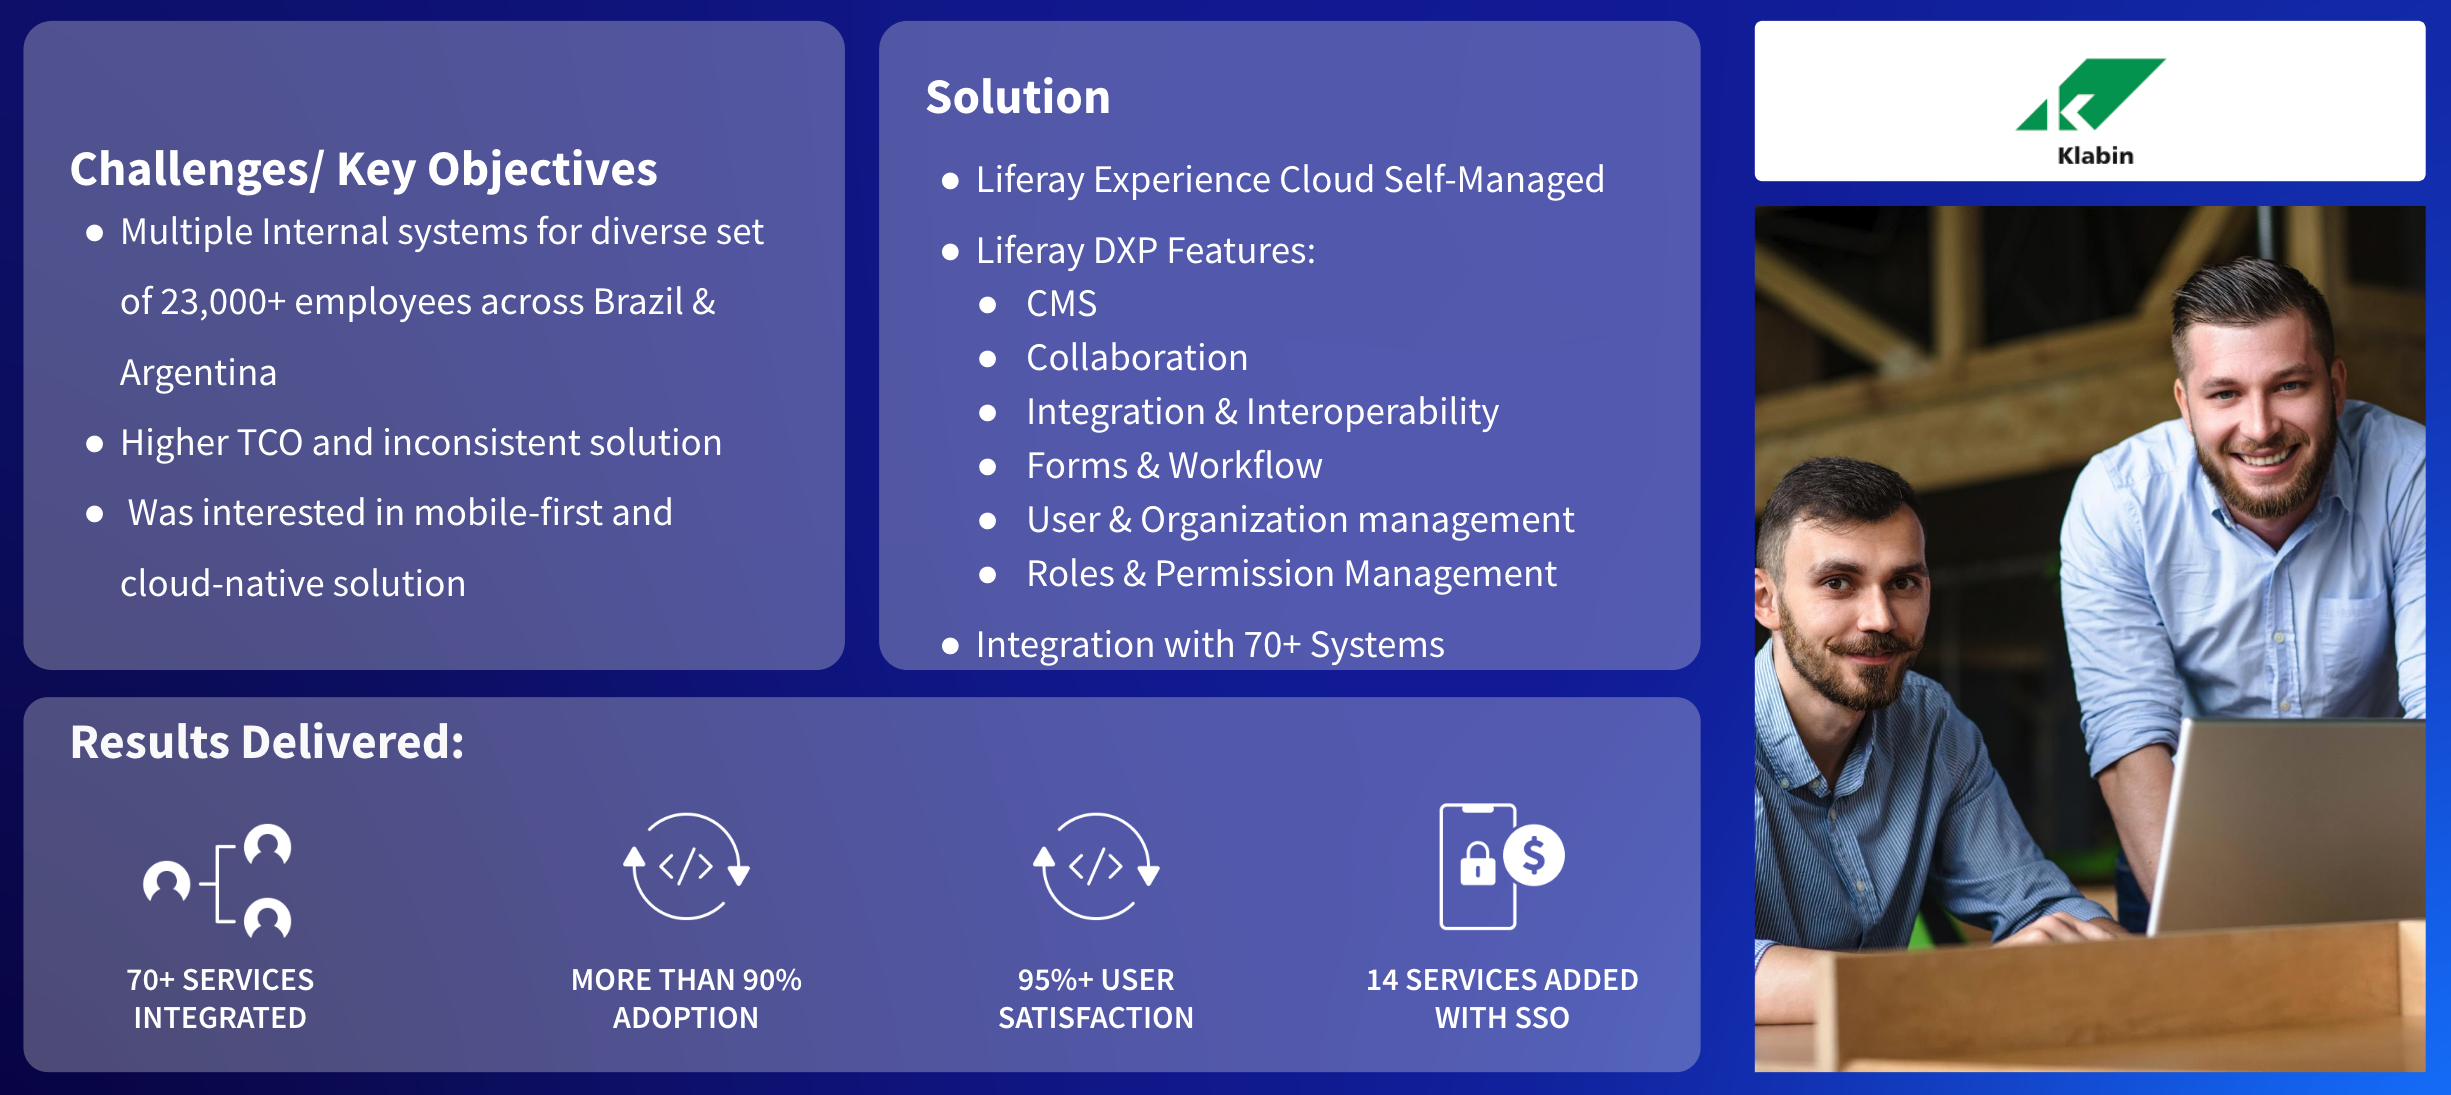 Challenges/ Key Objectives
● Multiple Internal systems for diverse set
of 23,000+ employees across Brazil &
Argentina
● Higher TCO and inconsistent solution
● Was interested in mobile-first and
cloud-native solution
Solution
● Liferay Experience Cloud Self-Managed
● Liferay DXP Features:
● CMS
● Collaboration
● Integration & Interoperability
● Forms & Workflow
● User & Organization management
● Roles & Permission Management
● Integration with 70+ Systems
Klabin
Results Delivered:
</>
</>
$
70+ SERVICES
INTEGRATED
MORE THAN 90%
ADOPTION
95%+ USER
SATISFACTION
14 SERVICES ADDED
WITH SSO